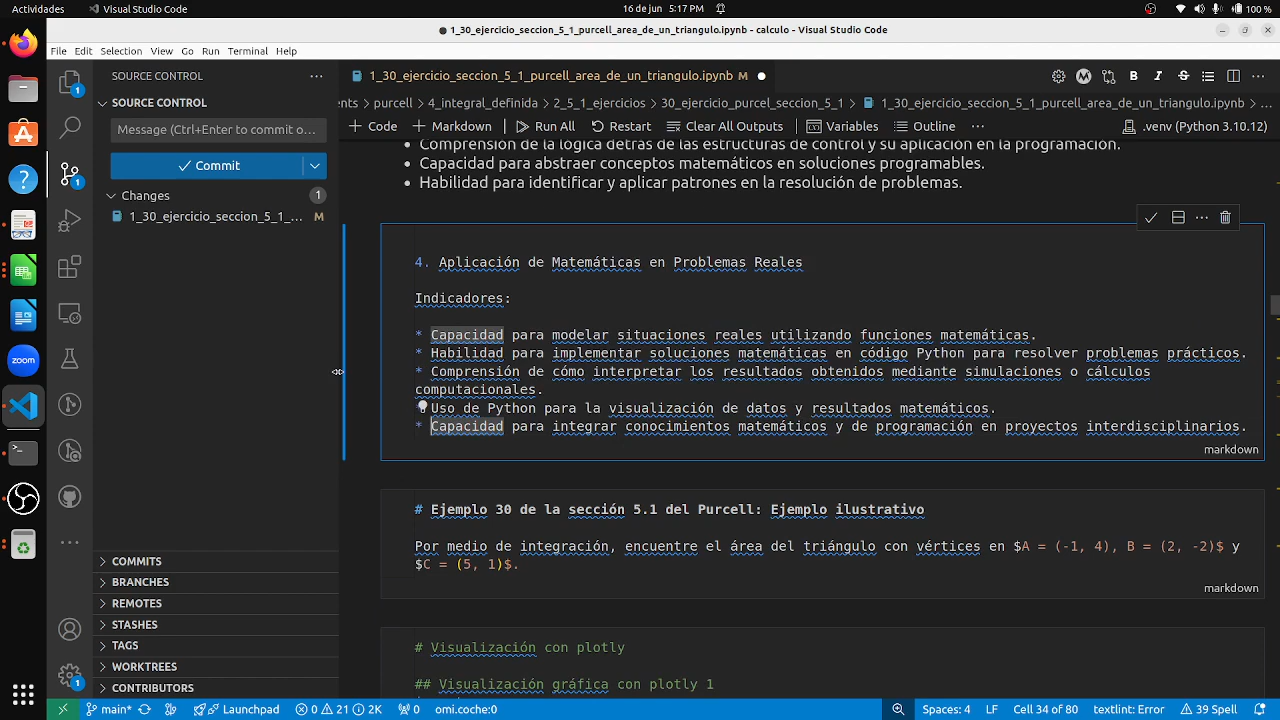 Actividades Visual Studio Code 16 de jun 5:17 PM 100 %
1_30_ejercicio_seccion_5_1_purcell_area_de_un_triangulo.ipynb - calculo - Visual Studio Code
File Edit Selection View Go Run Terminal Help
SOURCE CONTROL
1_30_ejercicio_seccion_5_1_purcell_area_de_un_triangulo.ipynb M
SOURCE CONTROL
ents purcell 4_integral_definida 2_5_1_ejercicios 30_ejercicio_purcel_seccion_5_1 1_30_ejercicio_seccion_5_1_purcell_area_de_un_triangulo.ipynb ...
Message (Ctrl+Enter to commit o...
Code Markdown Run All Restart Clear All Outputs Variables Outline ... .venv (Python 3.10.12)
Commit
Changes 1
1_30_ejercicio_seccion_5_1_... M
• Comprensión de la lógica detrás de las estructuras de control y su aplicación en la programación.
• Capacidad para abstraer conceptos matemáticos en soluciones programables.
• Habilidad para identificar y aplicar patrones en la resolución de problemas.
4. Aplicación de Matemáticas en Problemas Reales
Indicadores:
* Capacidad para modelar situaciones reales utilizando funciones matemáticas.
* Habilidad para implementar soluciones matemáticas en código Python para resolver problemas prácticos.
* Comprensión de cómo interpretar los resultados obtenidos mediante simulaciones o cálculos
computacionales.
Uso de Python para la visualización de datos y resultados matemáticos.
* Capacidad para integrar conocimientos matemáticos y de programación en proyectos interdisciplinarios.
markdown
# Ejemplo 30 de la sección 5.1 del Purcell: Ejemplo ilustrativo
Por medio de integración, encuentre el área del triángulo con vértices en $A = (-1, 4), B = (2, -2)$ y
$C = (5, 1)$.
markdown
# Visualización con plotly
## Visualización gráfica con plotly 1
COMMITS
BRANCHES
REMOTES
STASHES
TAGS
WORKTREES
CONTRIBUTORS
zoom
1
1
1
main* Launchpad 0 21 2K 0 omi.coche:0 Spaces: 4 LF Cell 34 of 80 textlint: Error 39 Spell